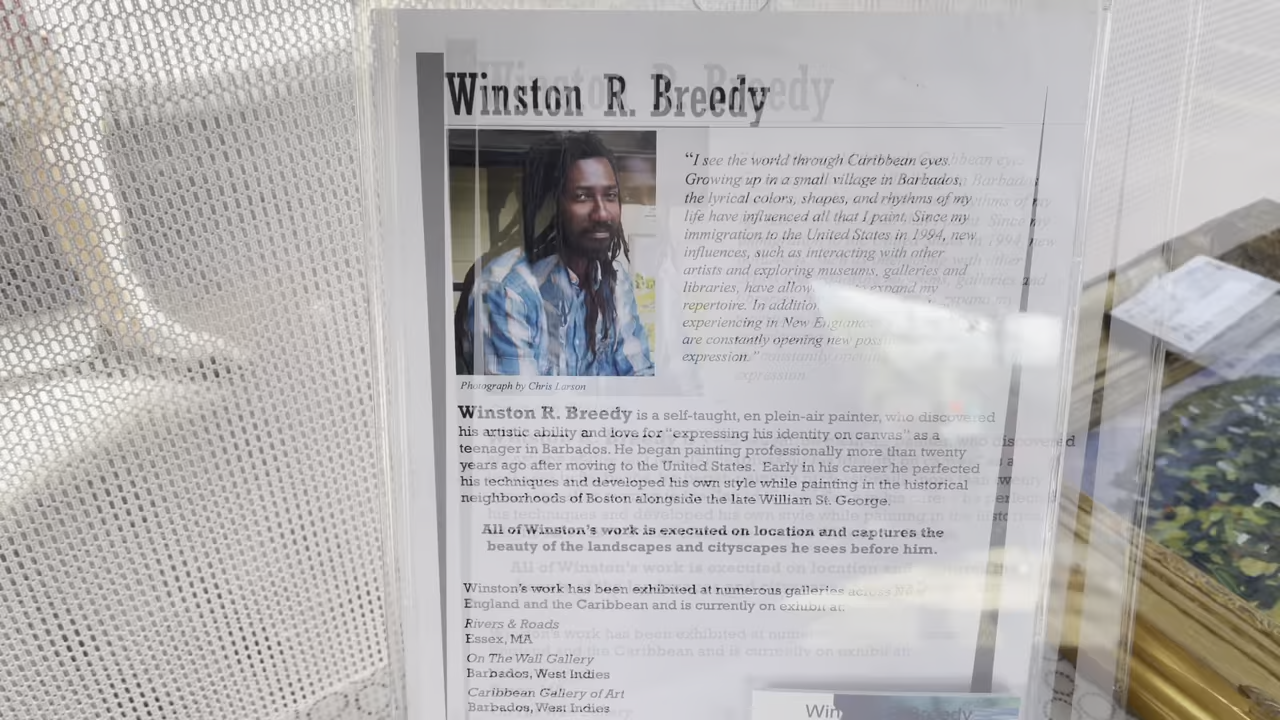 Winston R. Breedy
"I see the world through Caribbean eyes.
Growing up in a small village in Barbados,
the lyrical colors, shapes, and rhythms of my
life have influenced all that I paint. Since my
immigration to the United States in 1994, new
influences, such as interacting with other
artists and exploring museums, galleries and
libraries, have allow to expand my
repertoire. In addition
experiencing in New England
are constantly opening new
expression."
Photograph by Chris Larson
Winston R. Breedy is a self-taught, en plein-air painter, who discovered
his artistic ability and love for "expressing his identity on canvas" as a
teenager in Barbados. He began painting professionally more than twenty
years ago after moving to the United States. Early in his career he perfected
his techniques and developed his own style while painting in the historical
neighborhoods of Boston alongside the late William St. George.
All of Winston's work is executed on location and captures the
beauty of the landscapes and cityscapes he sees before him.
Winston's work has been exhibited at numerous galleries across New
England and the Caribbean and is currently on exhibit at:
Rivers & Roads
Essex, MA
On The Wall Gallery
Barbados, West Indies
Caribbean Gallery of Art
Barbados, West Indies
Win Breedy